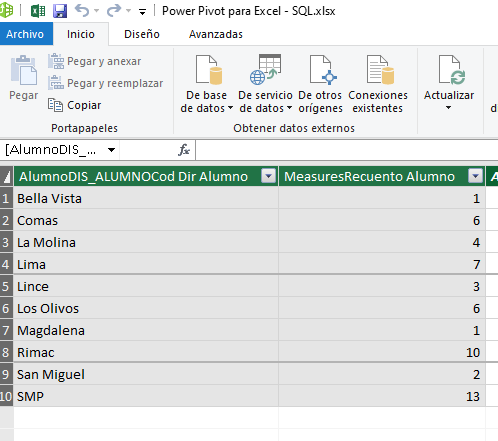 Power Pivot para Excel - SQL.xlsx
Archivo Inicio Diseño Avanzadas
Pegar
Pegar y anexar
Pegar y reemplazar
Copiar
Portapapeles
De base de datos
De servicio de datos
De otros orígenes
Conexiones existentes
Obtener datos externos
Actualizar
[AlumnoDIS_... fx
AlumnoDIS_ALUMNOCod Dir Alumno MeasuresRecuento Alumno
1 Bella Vista 1
2 Comas 6
3 La Molina 4
4 Lima 7
5 Lince 3
6 Los Olivos 6
7 Magdalena 1
8 Rimac 10
9 San Miguel 2
10 SMP 13